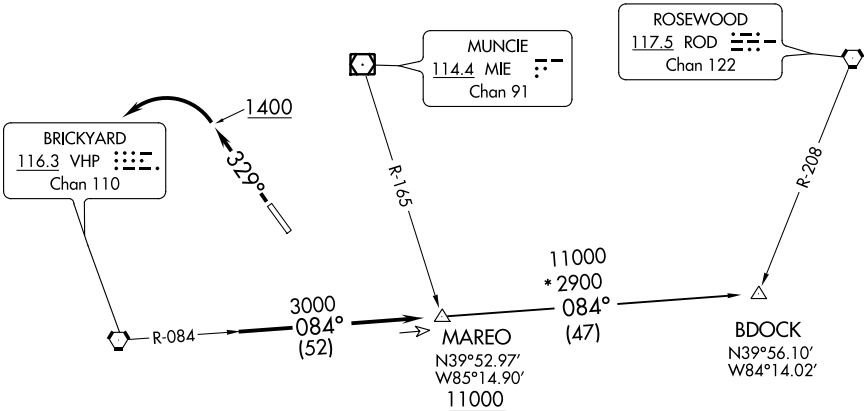 BRICKYARD
116.3 VHP
Chan 110
1400
329°
MUNCIE
114.4 MIE
Chan 91
ROSEWOOD
117.5 ROD
Chan 122
R-165
R-208
R-084
3000
084°
(52)
MAREO
N39°52.97'
W85°14.90'
11000
11000
*2900
084°
(47)
BDOCK
N39°56.10'
W84°14.02'